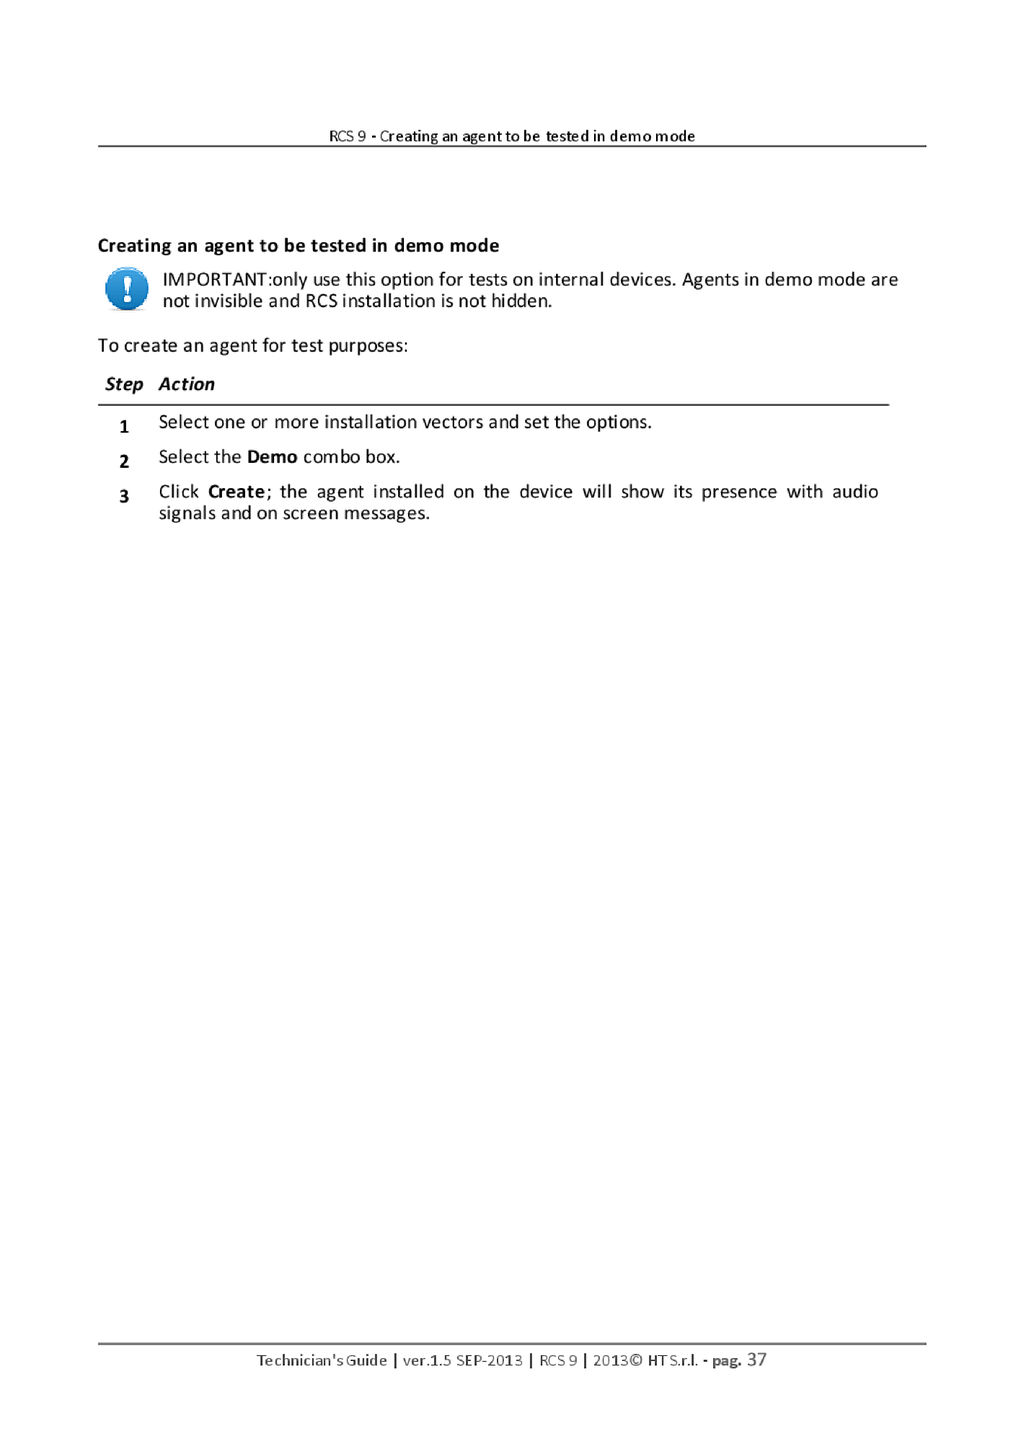 RCS 9 - Creating an agent to be tested in demo mode
Creating an agent to be tested in demo mode
IMPORTANT:only use this option for tests on internal devices. Agents in demo mode are
not invisible and RCS installation is not hidden.
To create an agent for test purposes:
Step Action
1 Select one or more installation vectors and set the options.
2 Select the Demo combo box.
3 Click Create; the agent installed on the device will show its presence with audio
signals and on screen messages.
Technician's Guide | ver.1.5 SEP-2013 | RCS 9 | 2013© HT S.r.l. - pag. 37